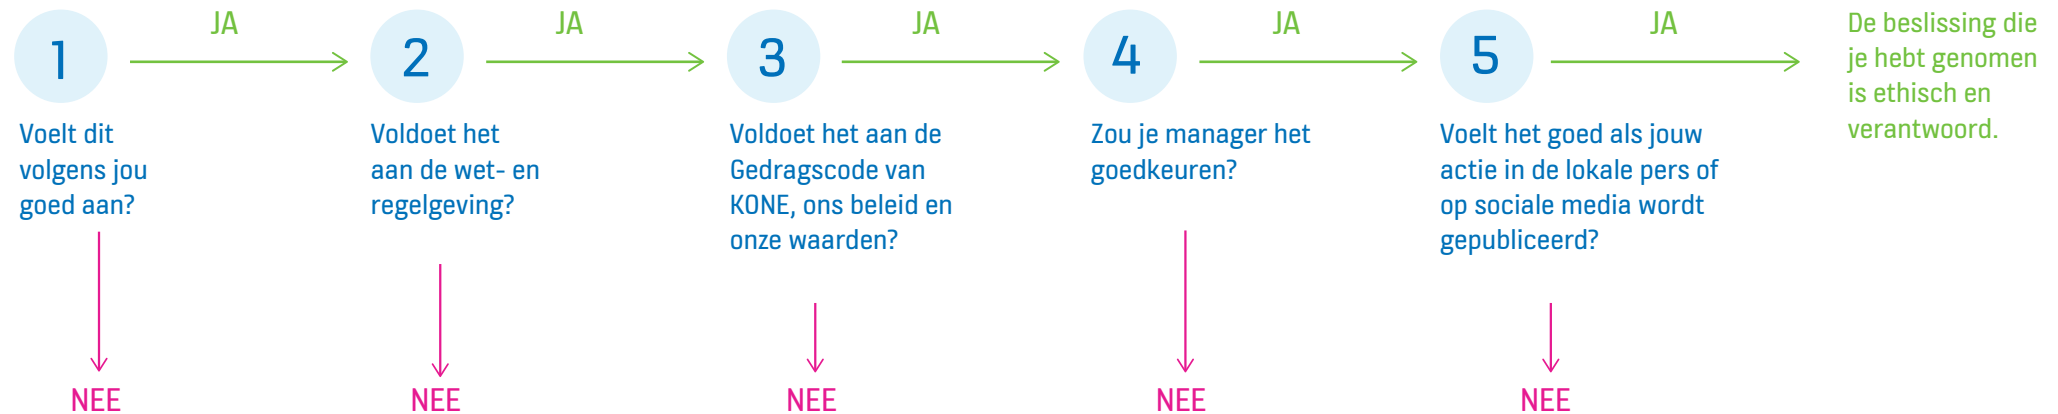 1
JA
2
JA
3
JA
4
JA
5
JA
De beslissing die
je hebt genomen
is ethisch en
verantwoord.
Voelt dit
volgens jou
goed aan?
Voldoet het
aan de wet- en
regelgeving?
Voldoet het aan de
Gedragscode van
KONE, ons beleid en
onze waarden?
Zou je manager het
goedkeuren?
Voelt het goed als jouw
actie in de lokale pers of
op sociale media wordt
gepubliceerd?
NEE
NEE
NEE
NEE
NEE